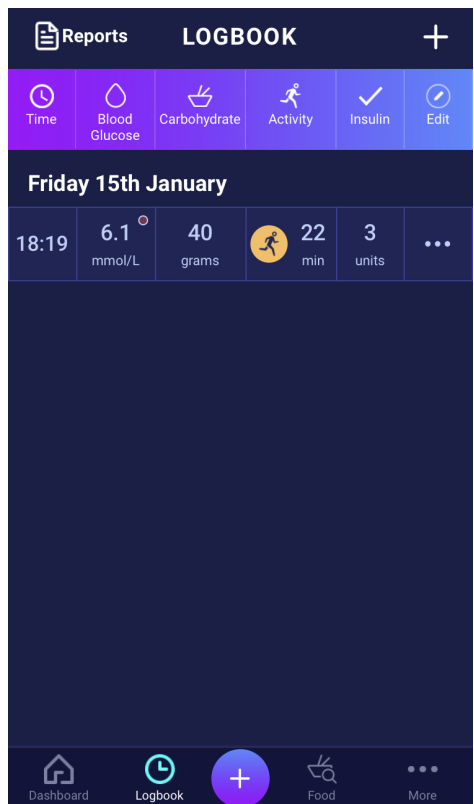 Reports LOGBOOK
Time Blood Glucose Carbohydrate Activity Insulin Edit
Friday 15th January
18:19 6.1 mmol/L 40 grams 22 min 3 units
Dashboard Logbook Food More